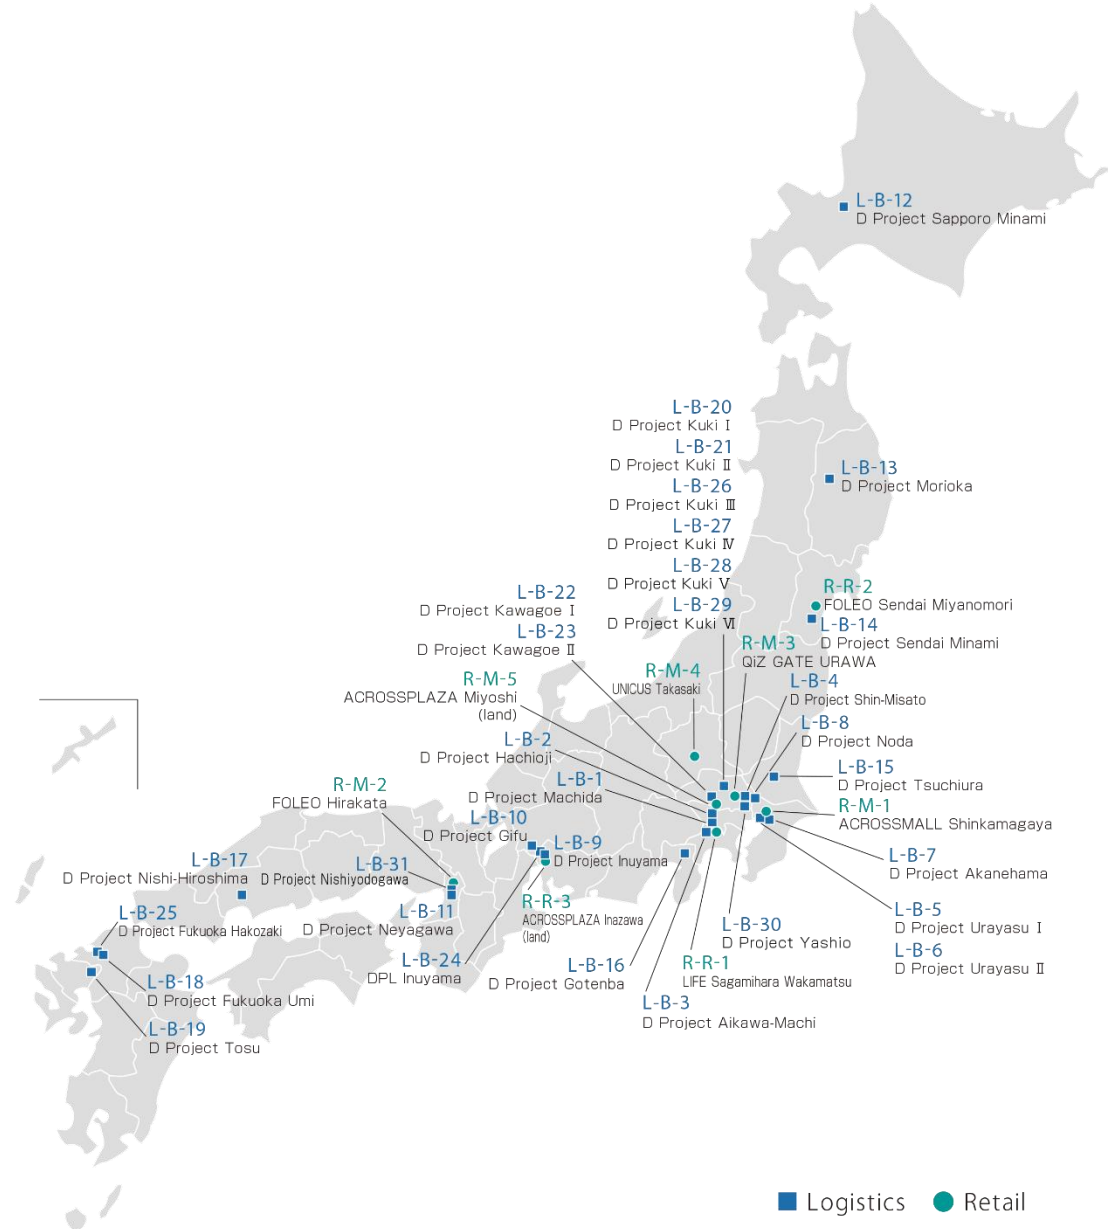 L-B-12
D Project Sapporo Minami
L-B-20
D Project Kuki Ⅰ
L-B-21
D Project Kuki Ⅱ
L-B-26
D Project Kuki Ⅲ
L-B-27
D Project Kuki Ⅳ
L-B-28
D Project Kuki Ⅴ
L-B-29
D Project Kuki Ⅵ
L-B-13
D Project Morioka
R-R-2
FOLEO Sendai Miyanomori
L-B-14
D Project Sendai Minami
L-B-22
D Project Kawagoe Ⅰ
L-B-23
D Project Kawagoe Ⅱ
R-M-3
QiZ GATE URAWA
R-M-4
UNICUS Takasaki
R-M-5
ACROSSPLAZA Miyoshi
(land)
L-B-4
D Project Shin-Misato
L-B-8
D Project Noda
L-B-2
D Project Hachioji
L-B-15
D Project Tsuchiura
L-B-1
D Project Machida
R-M-2
FOLEO Hirakata
R-M-1
ACROSSMALL Shinkamagaya
L-B-10
D Project Gifu
L-B-9
D Project Inuyama
L-B-7
D Project Akanehama
L-B-17
D Project Nishi-Hiroshima
L-B-31
D Project Nishiyodogawa
R-R-3
ACROSSPLAZA Inazawa
(land)
L-B-5
D Project Urayasu Ⅰ
L-B-6
D Project Urayasu Ⅱ
L-B-25
D Project Fukuoka Hakozaki
L-B-11
D Project Neyagawa
L-B-30
D Project Yashio
L-B-24
DPL Inuyama
L-B-16
D Project Gotenba
R-R-1
LIFE Sagamihara Wakamatsu
L-B-18
D Project Fukuoka Umi
L-B-3
D Project Aikawa-Machi
L-B-19
D Project Tosu
Logistics
Retail